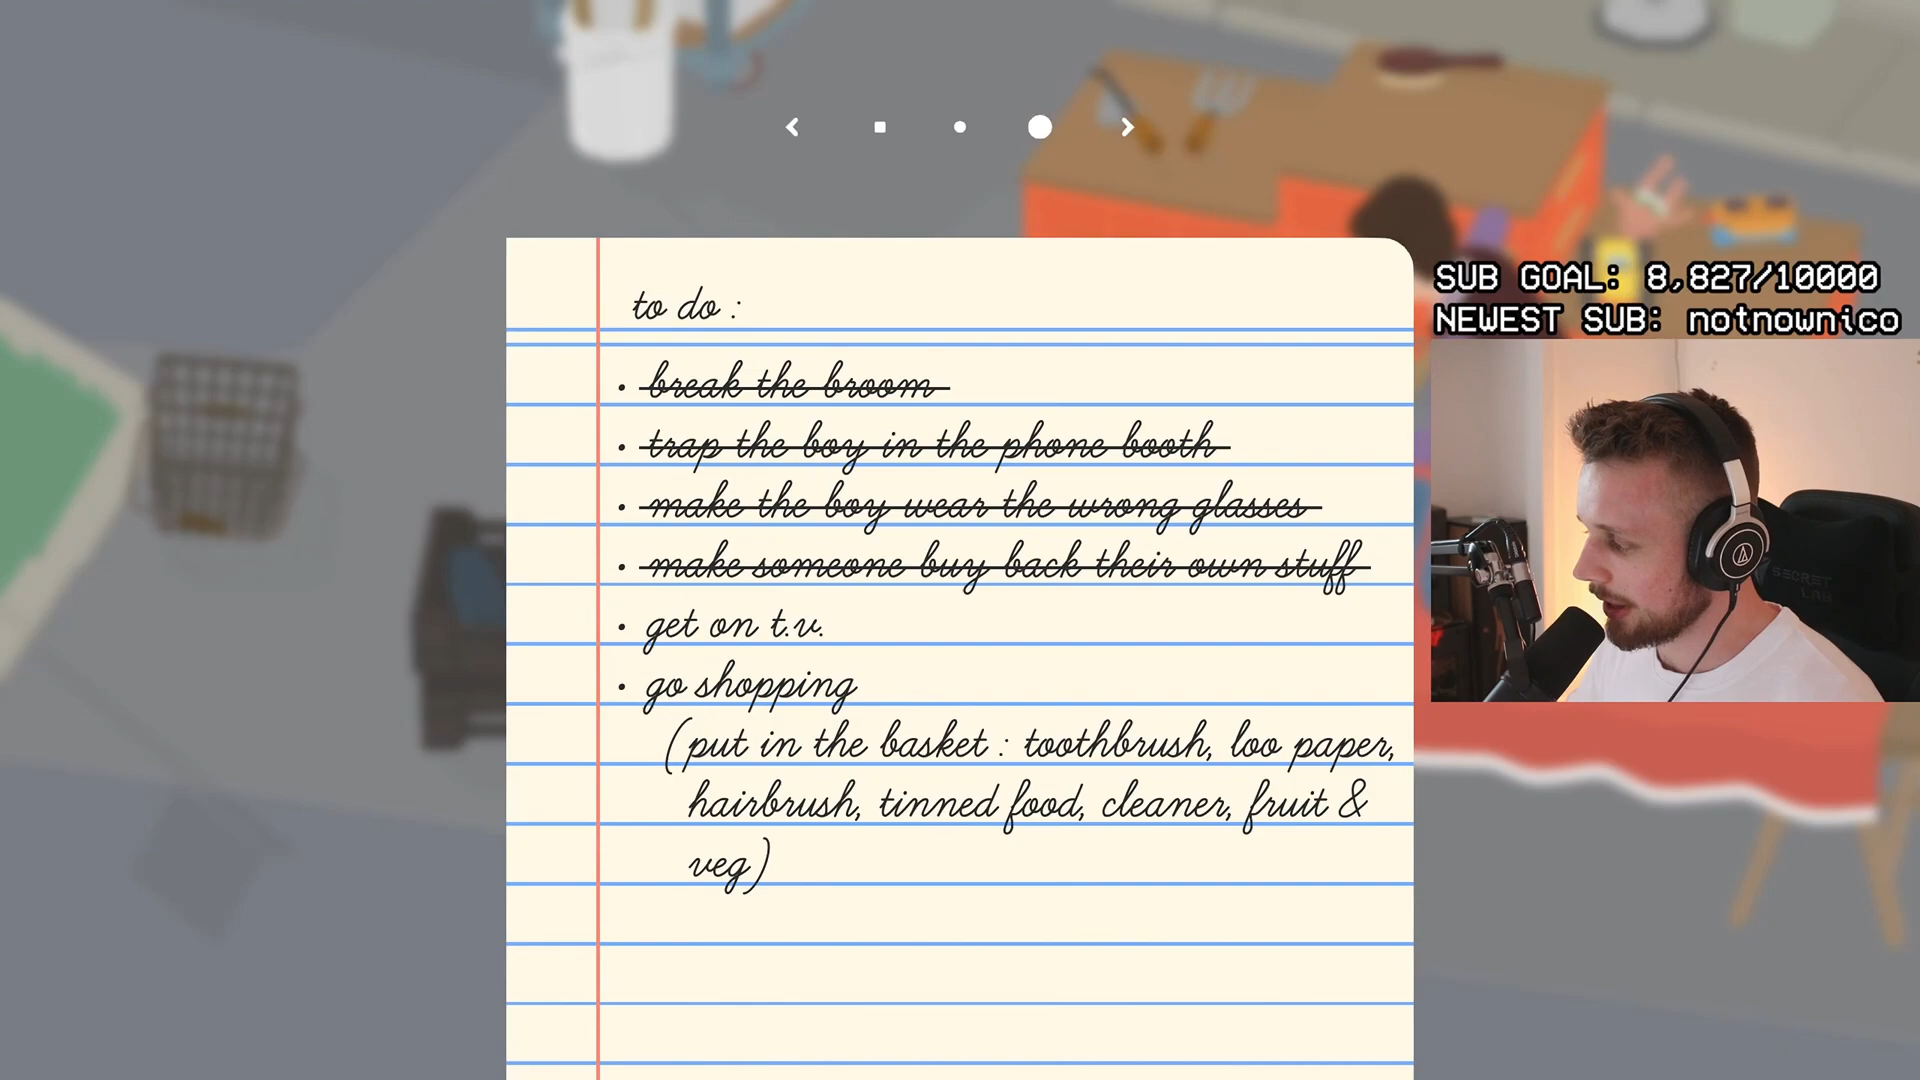 to do :
• break the broom
• trap the boy in the phone booth
• make the boy wear the wrong glasses
• make someone buy back their own stuff
• get on t.v.
• go shopping
(put in the basket : toothbrush, loo paper,
hairbrush, tinned food, cleaner, fruit &
veg)
SUB GOAL: 8,827/10000
NEWEST SUB: notnownico
SECRET
LAB